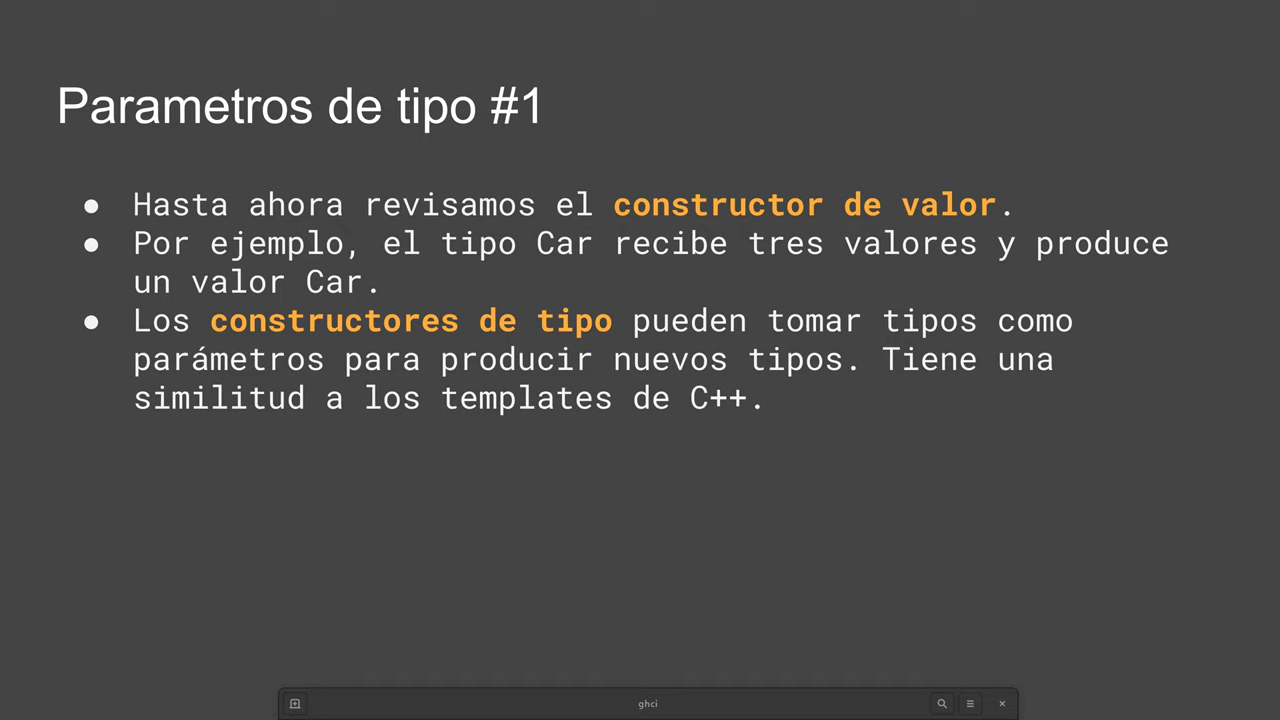 Parametros de tipo #1
● Hasta ahora revisamos el constructor de valor.
● Por ejemplo, el tipo Car recibe tres valores y produce
un valor Car.
● Los constructores de tipo pueden tomar tipos como
parámetros para producir nuevos tipos. Tiene una
similitud a los templates de C++.
ghci